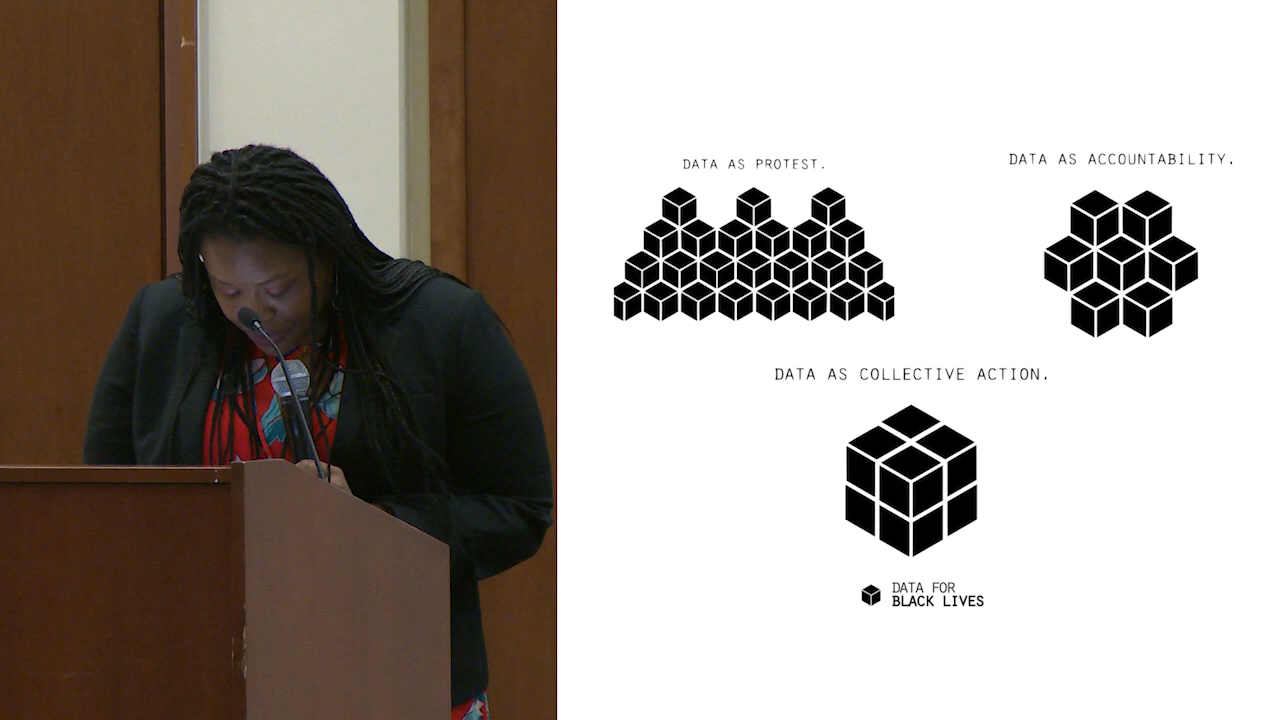 DATA AS PROTEST.
DATA AS ACCOUNTABILITY.
DATA AS COLLECTIVE ACTION.
DATA FOR
BLACK LIVES